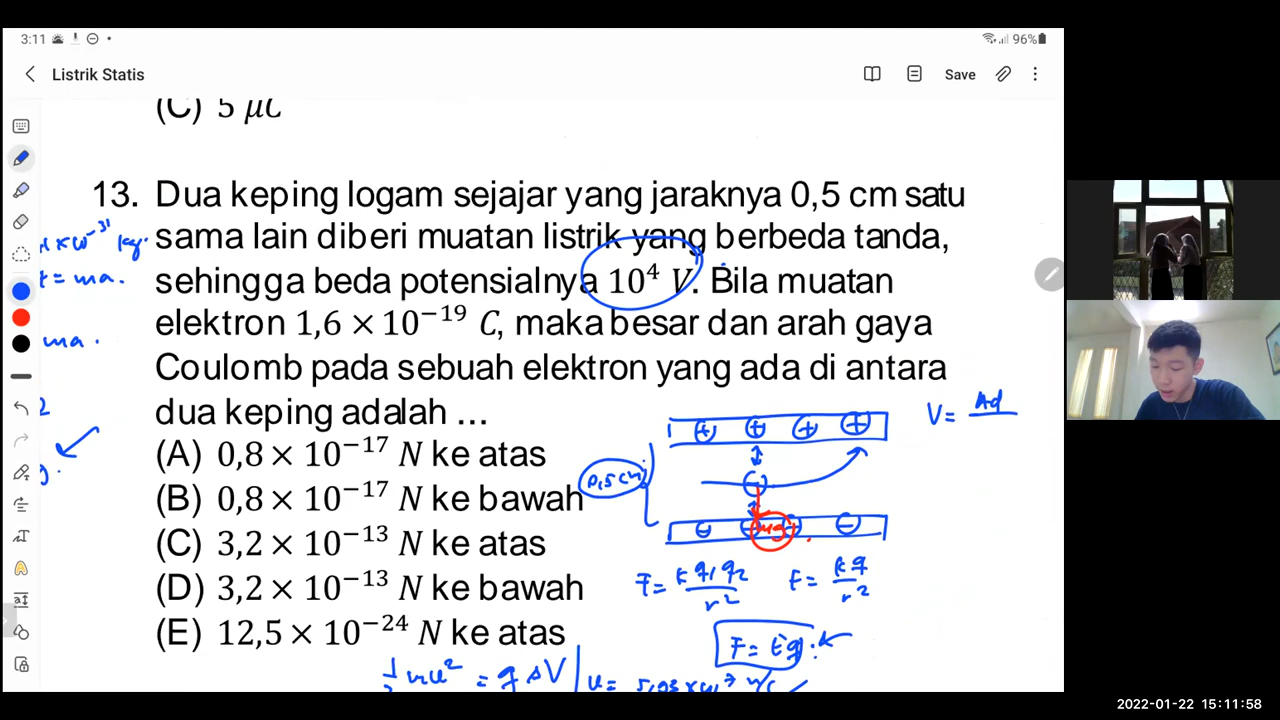 3:11
96%
Listrik Statis
Save
(C) 5 μC
13. Dua keping logam sejajar yang jaraknya 0,5 cm satu
sama lain diberi muatan listrik yang berbeda tanda,
sehingga beda potensialnya 10⁴ V. Bila muatan
elektron 1,6 × 10⁻¹⁹ C, maka besar dan arah gaya
Coulomb pada sebuah elektron yang ada di antara
dua keping adalah ...
(A) 0,8 × 10⁻¹⁷ N ke atas
(B) 0,8 × 10⁻¹⁷ N ke bawah
(C) 3,2 × 10⁻¹³ N ke atas
(D) 3,2 × 10⁻¹³ N ke bawah
(E) 12,5 × 10⁻²⁴ N ke atas
kg.
= ma.
ma.
V =
0,5 cm
mg
F = k q₁ q₂ / r²
E = k q / r²
F = Eq.
= q ΔV
2022-01-22 15:11:58